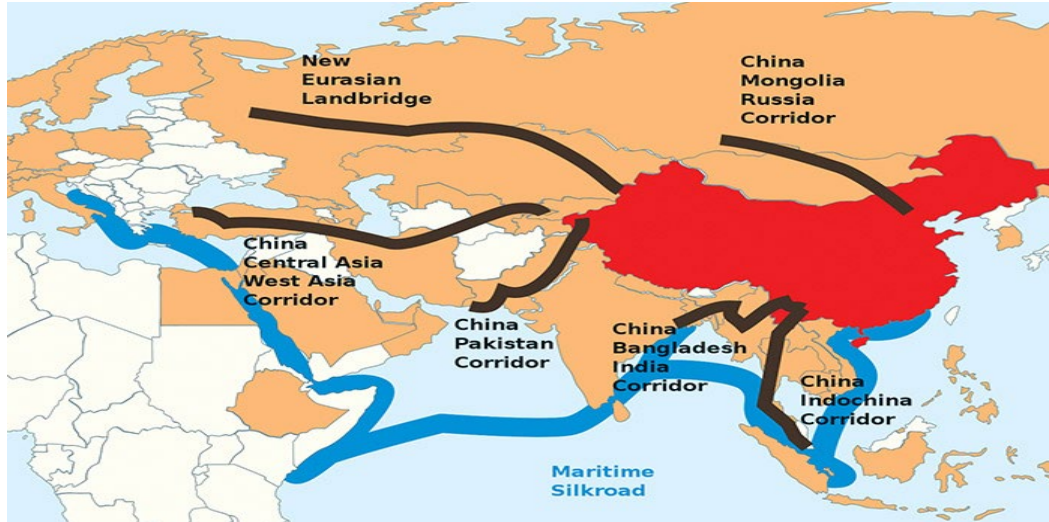 New
Eurasian
Landbridge
China
Mongolia
Russia
Corridor
China
Central Asia
West Asia
Corridor
China
Pakistan
Corridor
China
Bangladesh
India
Corridor
China
Indochina
Corridor
Maritime
Silkroad